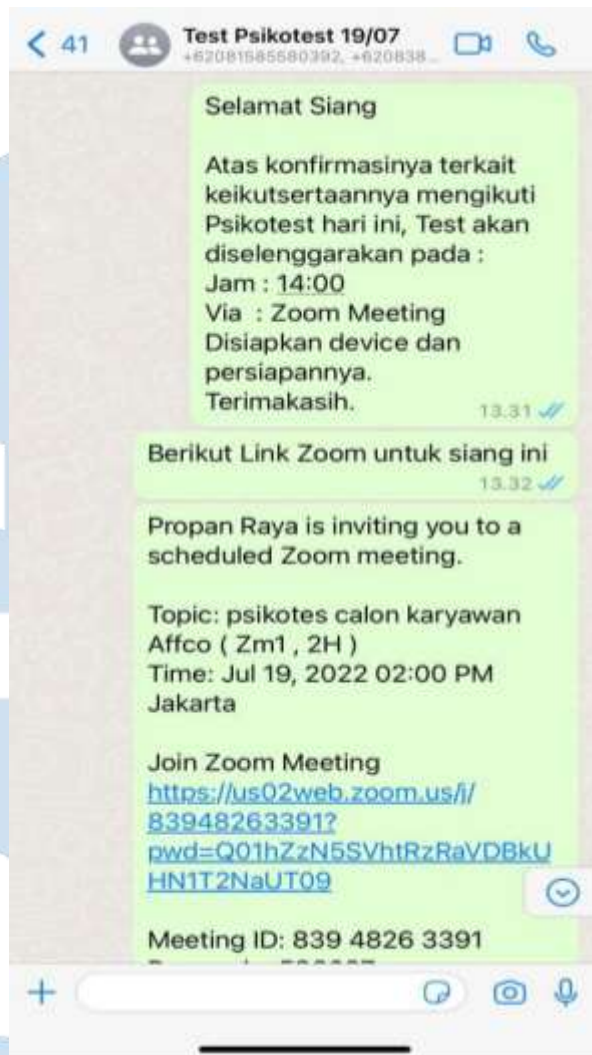 41
Test Psikotest 19/07
+62081585580392, +620838...
Selamat Siang
Atas konfirmasinya terkait
keikutsertaannya mengikuti
Psikotest hari ini, Test akan
diselenggarakan pada :
Jam : 14:00
Via : Zoom Meeting
Disiapkan device dan
persiapannya.
Terimakasih.
13.31
Berikut Link Zoom untuk siang ini
13.32
Propan Raya is inviting you to a
scheduled Zoom meeting.
Topic: psikotes calon karyawan
Affco ( Zm1 , 2H )
Time: Jul 19, 2022 02:00 PM
Jakarta
Join Zoom Meeting
https://us02web.zoom.us/j/
83948263391?
pwd=Q01hZzN5SVhtRzRaVDBkU
HN1T2NaUT09
Meeting ID: 839 4826 3391